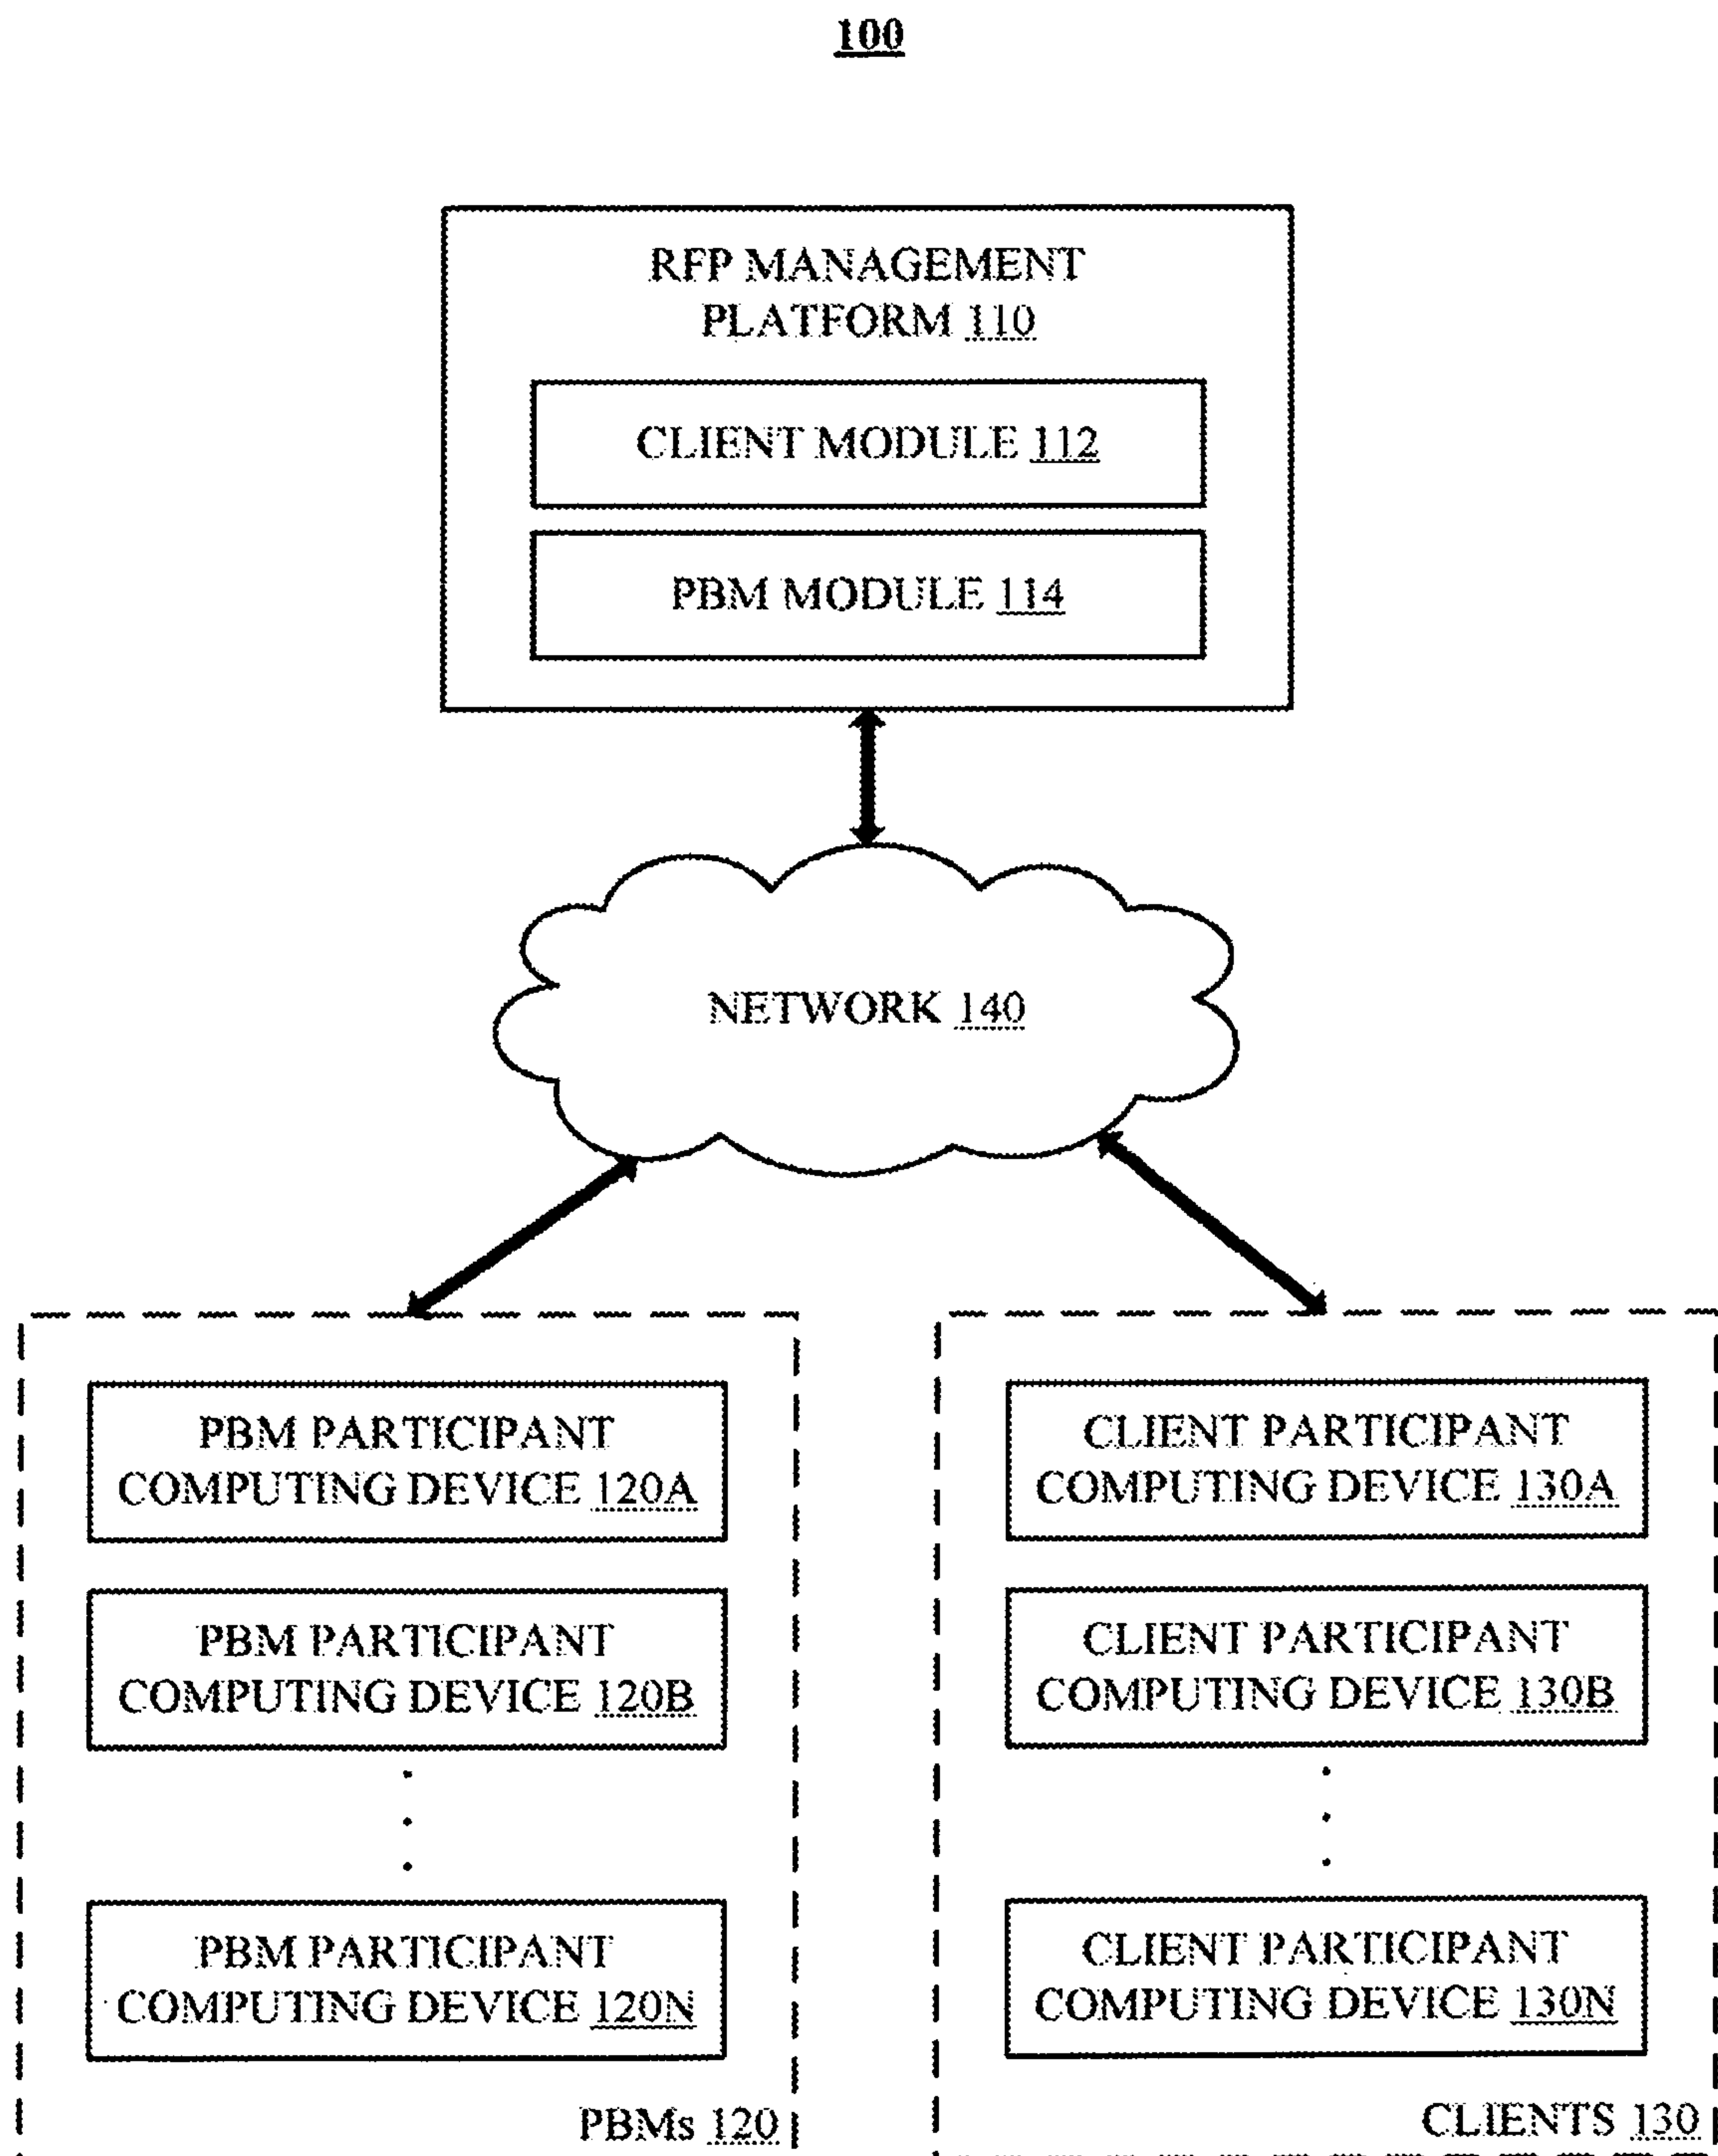 100
RFP MANAGEMENT
PLATFORM 110
CLIENT MODULE 112
PBM MODULE 114
NETWORK 140
PBM PARTICIPANT
COMPUTING DEVICE 120A
PBM PARTICIPANT
COMPUTING DEVICE 120B
PBM PARTICIPANT
COMPUTING DEVICE 120N
PBMs 120
CLIENT PARTICIPANT
COMPUTING DEVICE 130A
CLIENT PARTICIPANT
COMPUTING DEVICE 130B
CLIENT PARTICIPANT
COMPUTING DEVICE 130N
CLIENTS 130